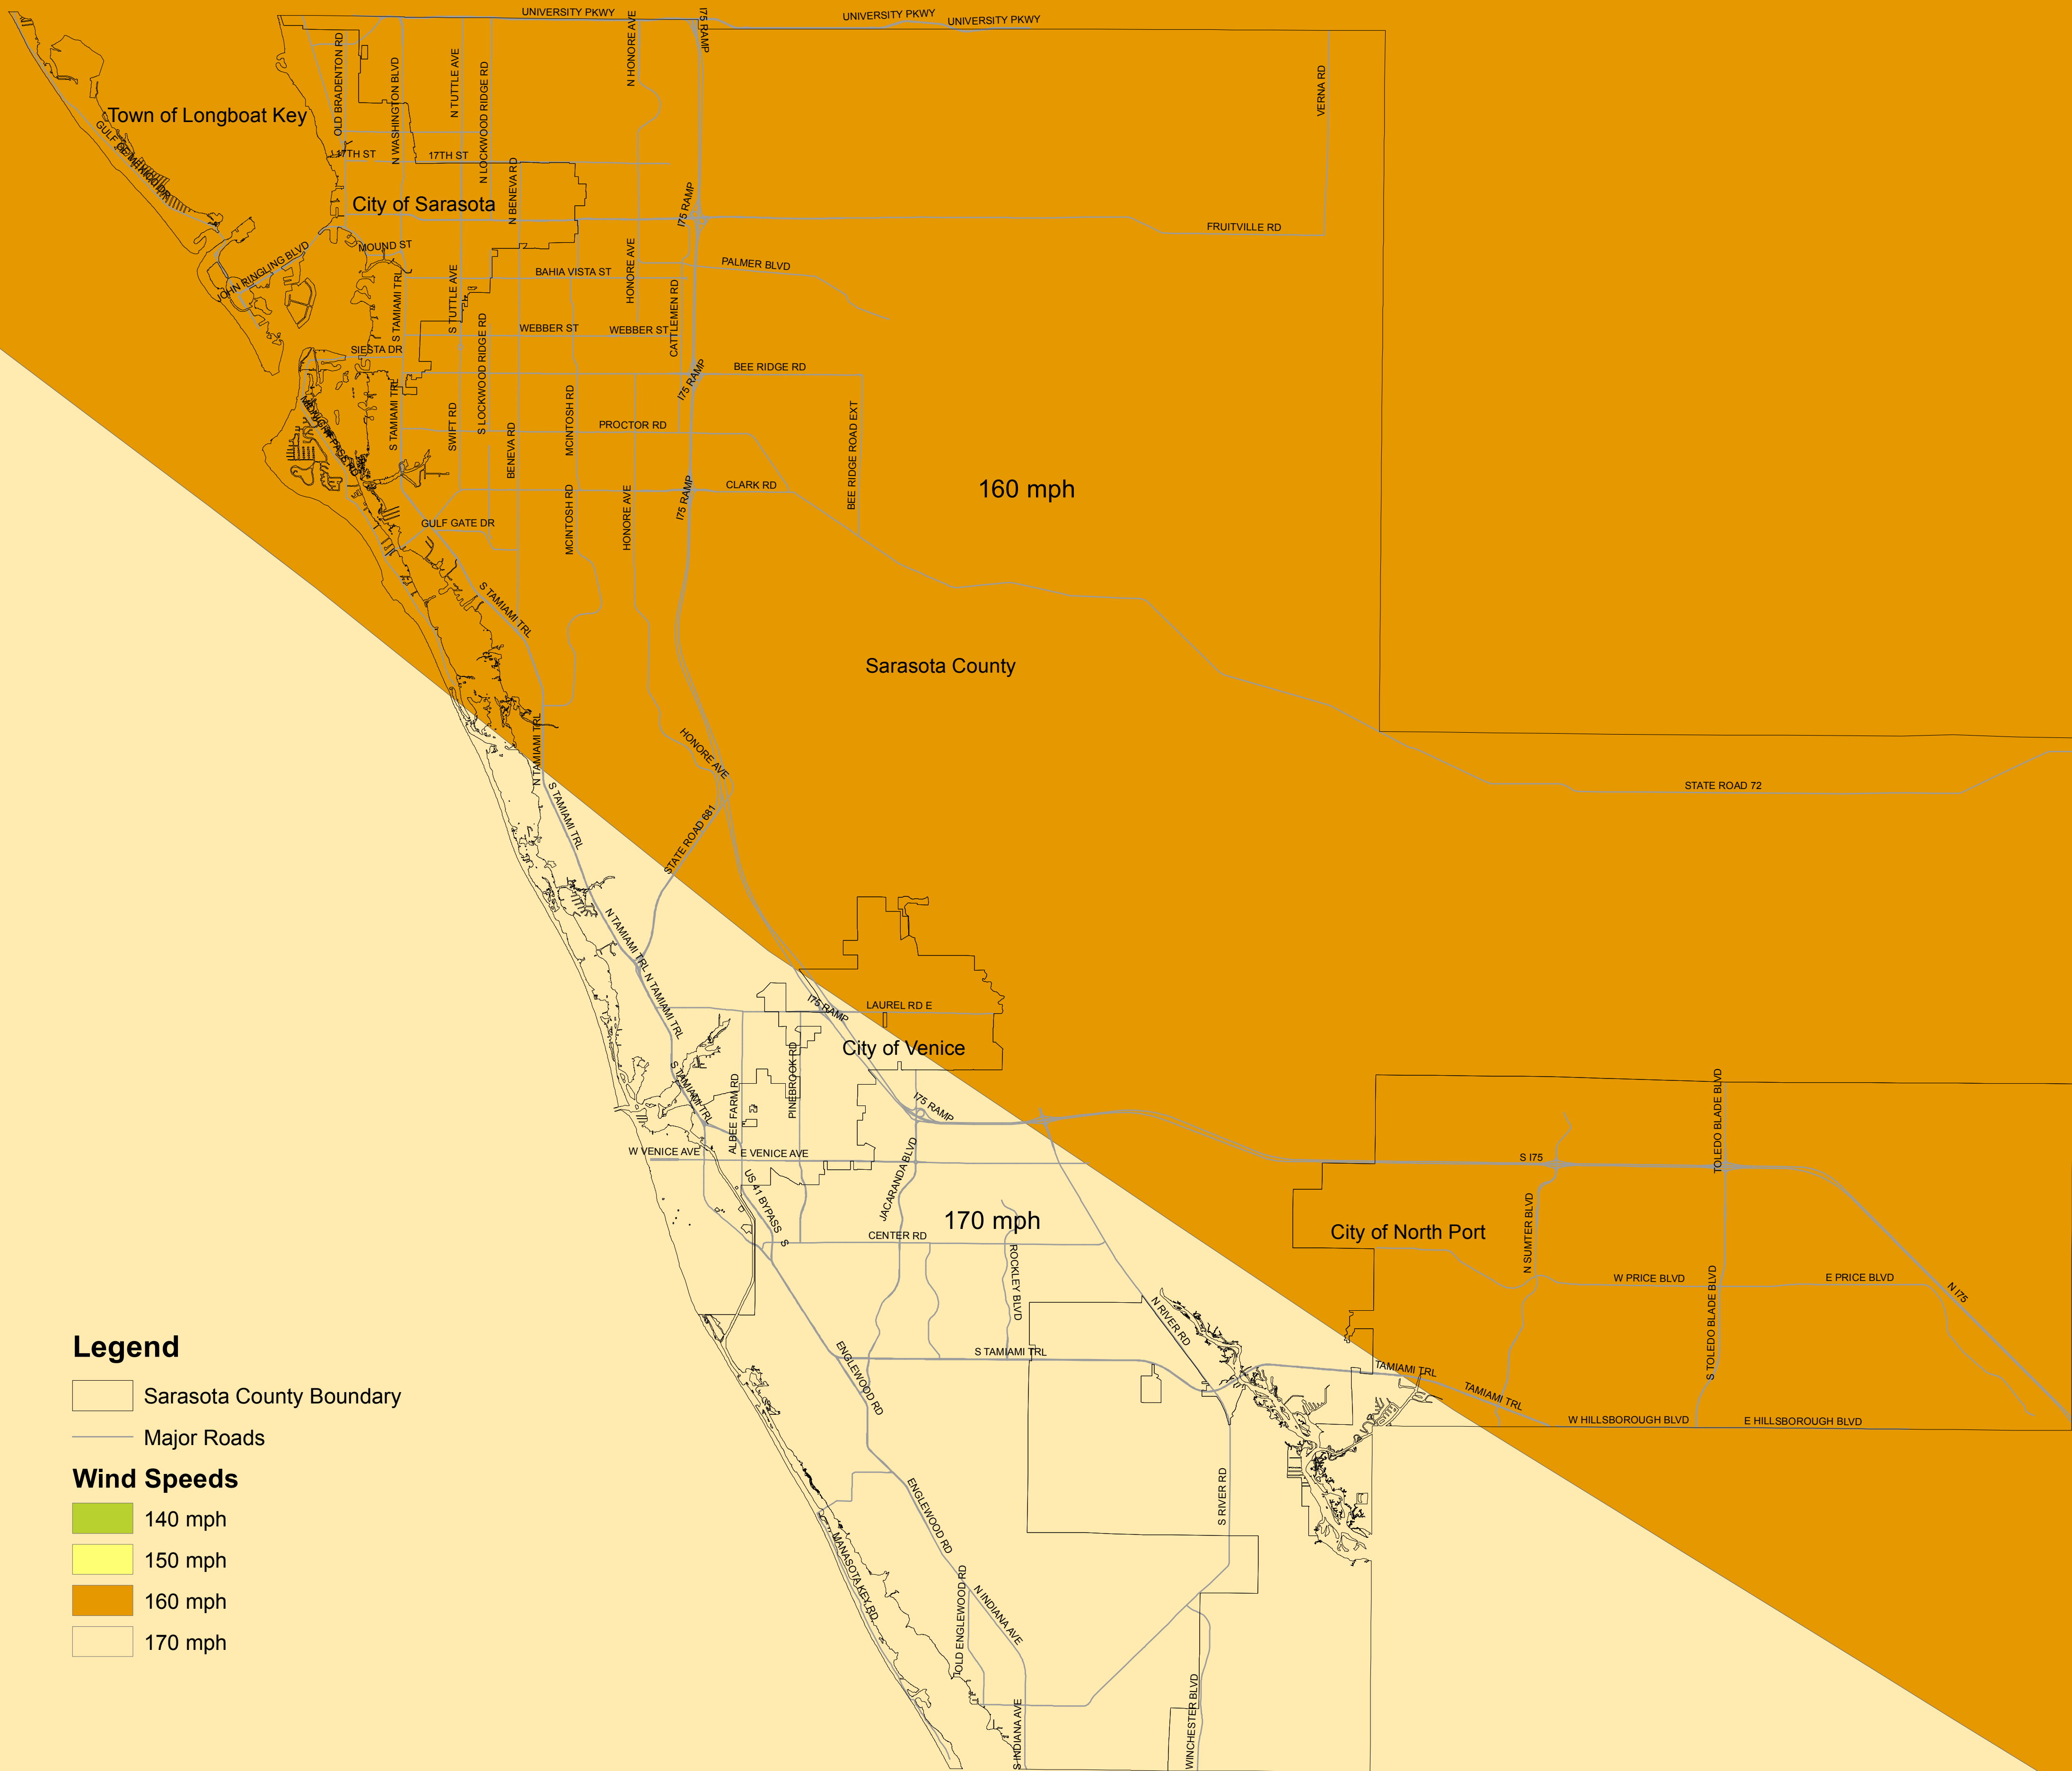 UNIVERSITY PKWY
I75 RAMP
UNIVERSITY PKWY
UNIVERSITY PKWY
N HONORE AVE
OLD BRADENTON RD
N WASHINGTON BLVD
N TUTTLE AVE
N LOCKWOOD RIDGE RD
VERNA RD
Town of Longboat Key
GULF OF MEXICO DR
17TH ST
17TH ST
N BENEVA RD
City of Sarasota
I75 RAMP
FRUITVILLE RD
MOUND ST
JOHN RINGLING BLVD
S TAMIAMI TRL
S TUTTLE AVE
BAHIA VISTA ST
HONORE AVE
PALMER BLVD
CATTLEMEN RD
WEBBER ST
WEBBER ST
SIESTA DR
S LOCKWOOD RIDGE RD
I75 RAMP
BEE RIDGE RD
MIDNIGHT PASS RD
S TAMIAMI TRL
SWIFT RD
BENEVA RD
MCINTOSH RD
PROCTOR RD
BEE RIDGE ROAD EXT
I75 RAMP
CLARK RD
160 mph
GULF GATE DR
MCINTOSH RD
HONORE AVE
S TAMIAMI TRL
Sarasota County
N TAMIAMI TRL
HONORE AVE
STATE ROAD 72
S TAMIAMI TRL
STATE ROAD 681
N TAMIAMI TRL
N TAMIAMI TRL
I75 RAMP
LAUREL RD E
City of Venice
S TAMIAMI TRL
ALBEE FARM RD
PINEBROOK RD
I75 RAMP
TOLEDO BLADE BLVD
W VENICE AVE
E VENICE AVE
S I75
JACARANDA BLVD
US 41 BYPASS S
170 mph
CENTER RD
ROCKLEY BLVD
City of North Port
N SUMTER BLVD
W PRICE BLVD
E PRICE BLVD
N I75
N RIVER RD
S TOLEDO BLADE BLVD
S TAMIAMI TRL
ENGLEWOOD RD
TAMIAMI TRL
TAMIAMI TRL
W HILLSBOROUGH BLVD
E HILLSBOROUGH BLVD
S RIVER RD
ENGLEWOOD RD
MANASOTA KEY RD
OLD ENGLEWOOD RD
N INDIANA AVE
S INDIANA AVE
WINCHESTER BLVD
Legend
Sarasota County Boundary
Major Roads
Wind Speeds
140 mph
150 mph
160 mph
170 mph